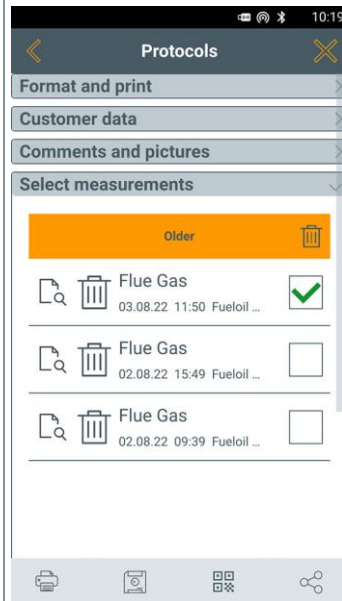 10:19
Protocols
Format and print
Customer data
Comments and pictures
Select measurements
Older
Flue Gas
03.08.22 11:50 Fueloil ...
Flue Gas
02.08.22 15:49 Fueloil ...
Flue Gas
02.08.22 09:39 Fueloil ...